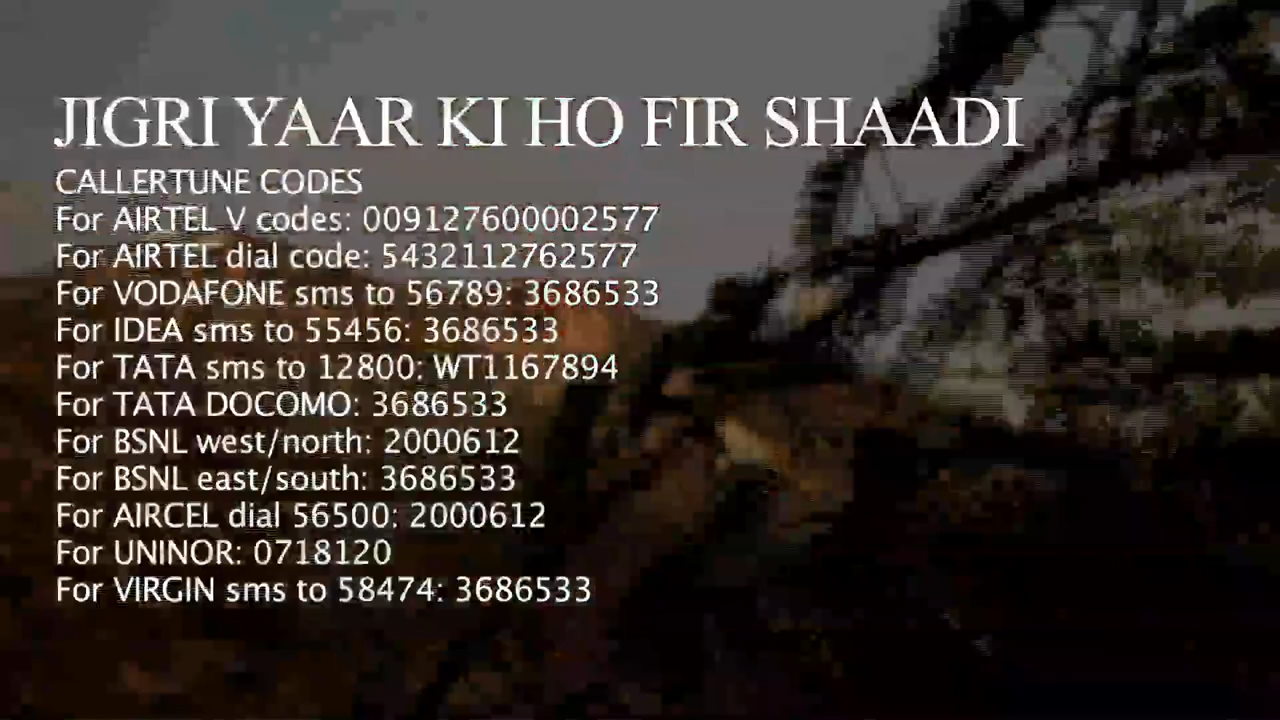 JIGRI YAAR KI HO FIR SHAADI
CALLERTUNE CODES
For AIRTEL V codes: 009127600002577
For AIRTEL dial code: 5432112762577
For VODAFONE sms to 56789: 3686533
For IDEA sms to 55456: 3686533
For TATA sms to 12800: WT1167894
For TATA DOCOMO: 3686533
For BSNL west/north: 2000612
For BSNL east/south: 3686533
For AIRCEL dial 56500: 2000612
For UNINOR: 0718120
For VIRGIN sms to 58474: 3686533